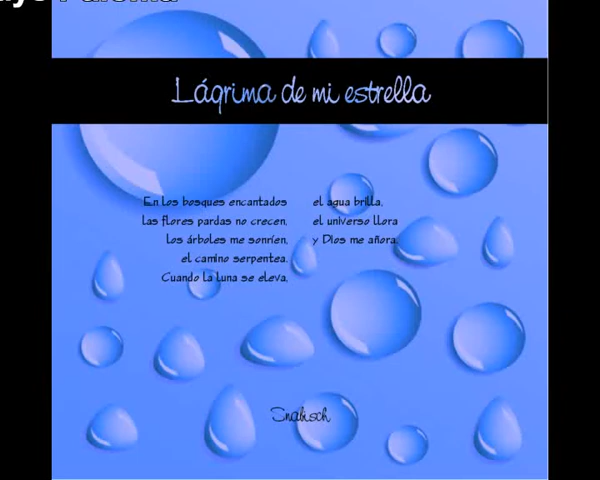 Lágrima de mi estrella
En los bosques encantados
las flores pardas no crecen,
los árboles me sonríen,
el camino serpentea.
Cuando la luna se eleva,
el agua brilla,
el universo llora
y Dios me añora.